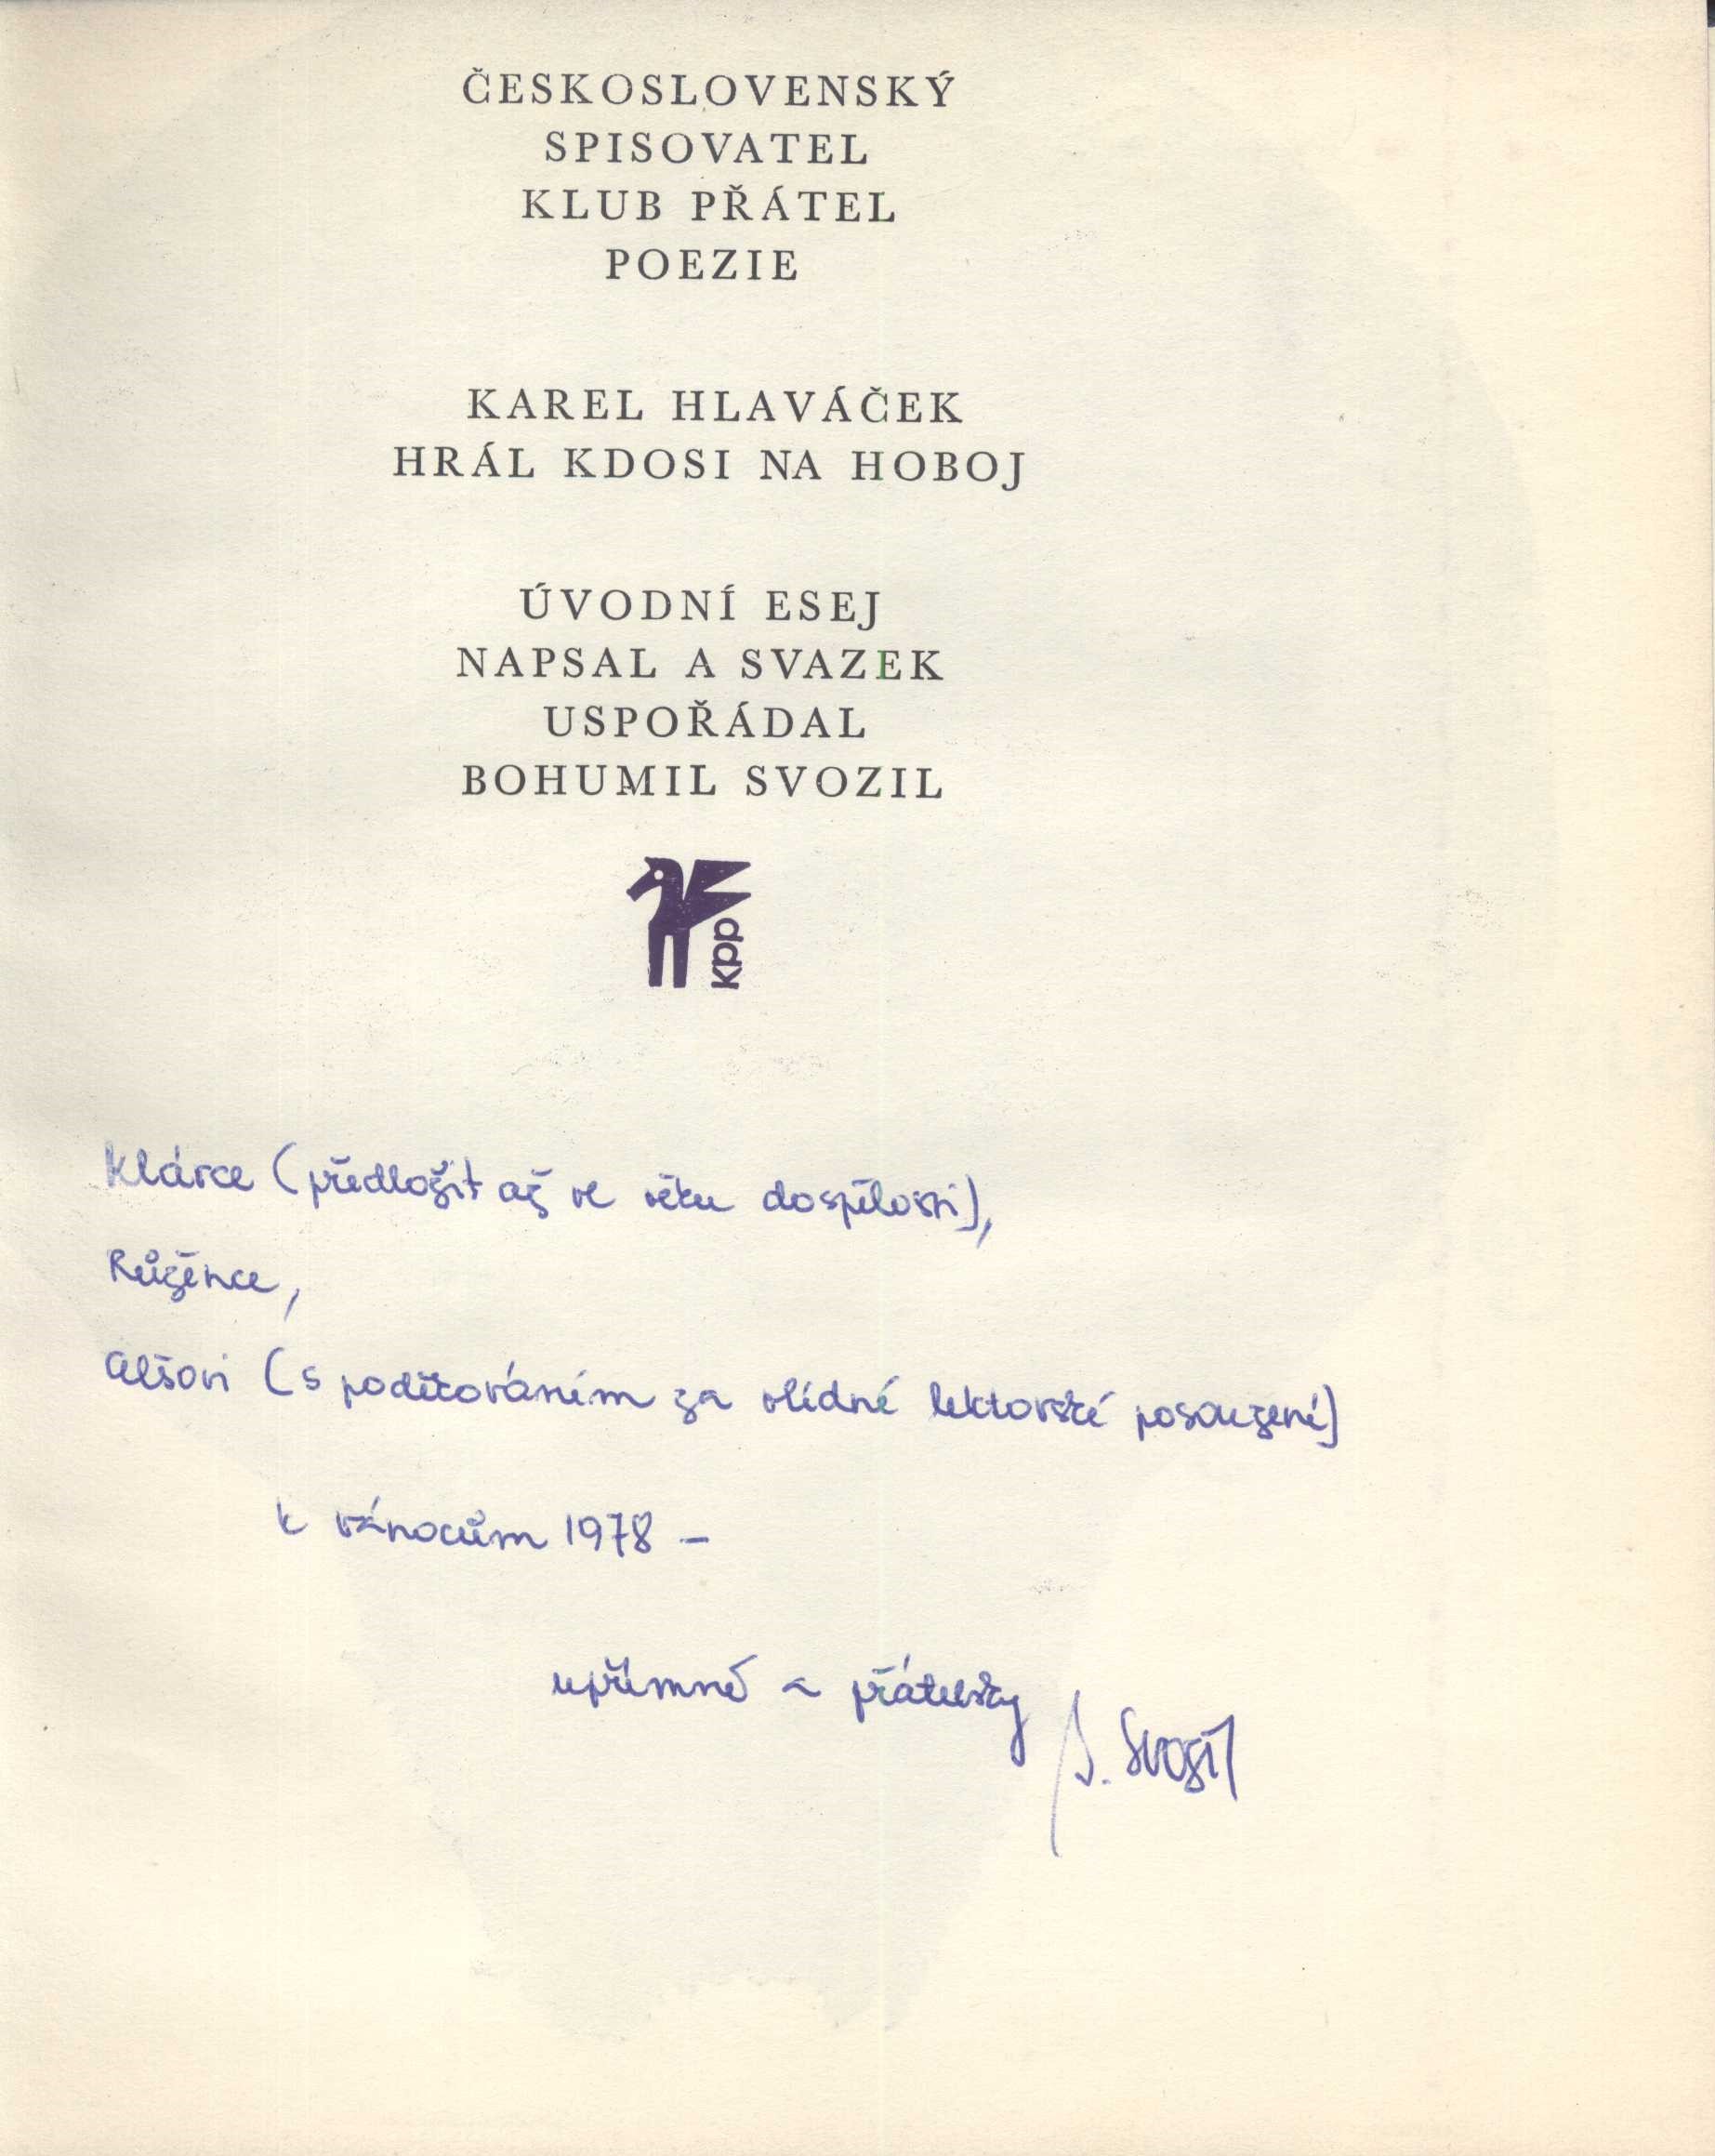 ČESKOSLOVENSKÝ
SPISOVATEL
KLUB PŘÁTEL
POEZIE
KAREL HLAVÁČEK
HRÁL KDOSI NA HOBOJ
ÚVODNÍ ESEJ
NAPSAL A SVAZEK
USPOŘÁDAL
BOHUMIL SVOZIL
kpp
Klárce (předložit až ve věku dospělosti),
Růžence,
Alšovi (s poděkováním za vlídné lektorské posouzení)
k vánocům 1978 –
upřímně a přátelsky
B. Svozil